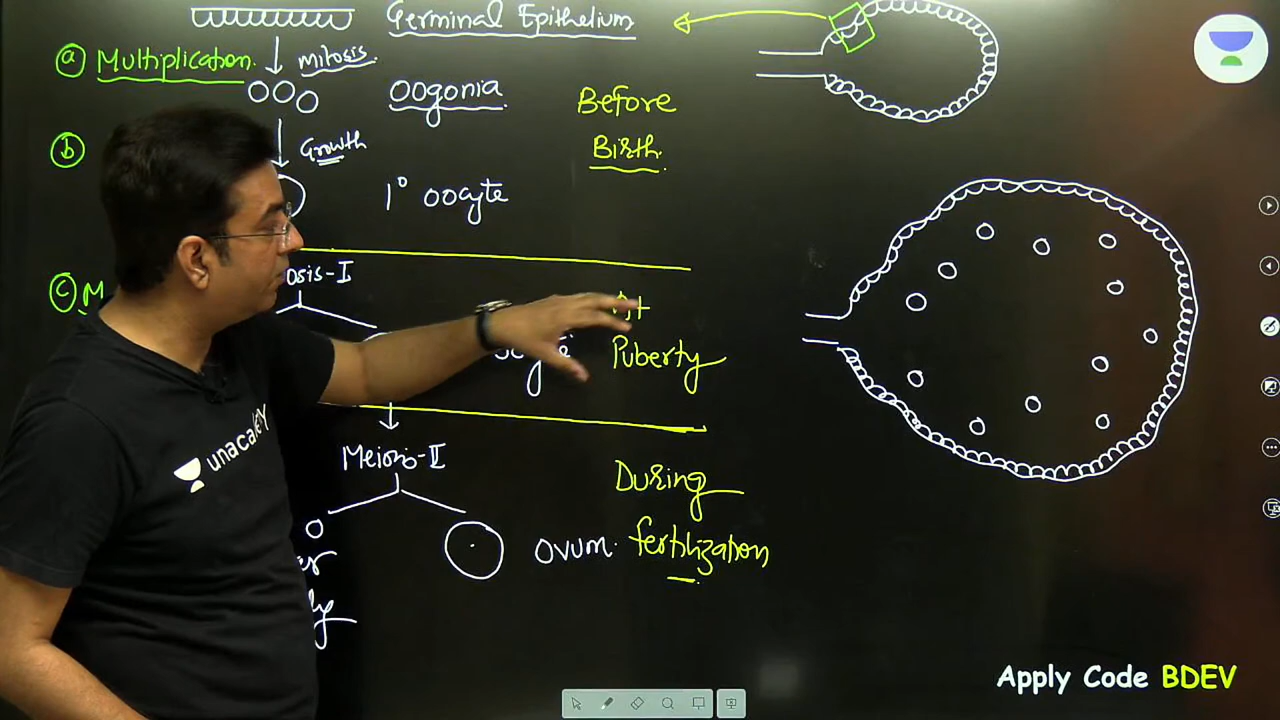 Germinal Epithelium
a Multiplication. mitosis.
Oogonia Before
b Growth Birth.
1° oocyte
c M osis-I
At
Puberty
Meiosis-II
During
ovum. fertilization
unacademy
Apply Code BDEV